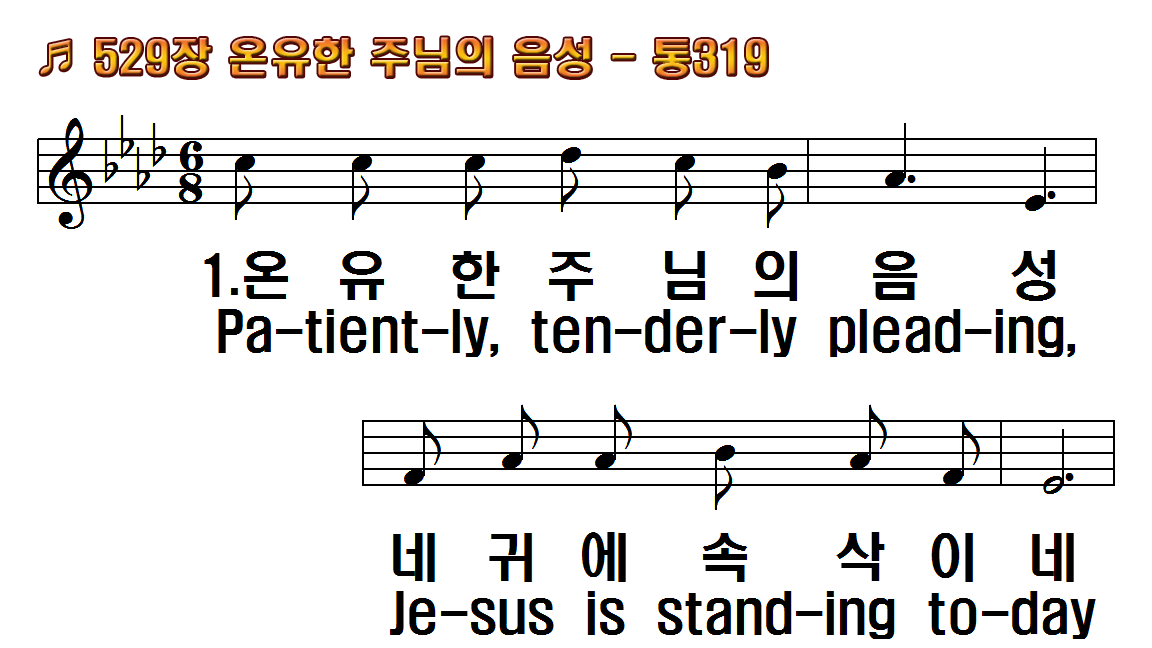 ♬ 529장 온유한 주님의 음성 - 통319
1.온 유 한 주 님 의 음 성
Pa-tient-ly, ten-der-ly plead-ing,
네 귀 에 속 삭 이 네
Je-sus is stand-ing to-day